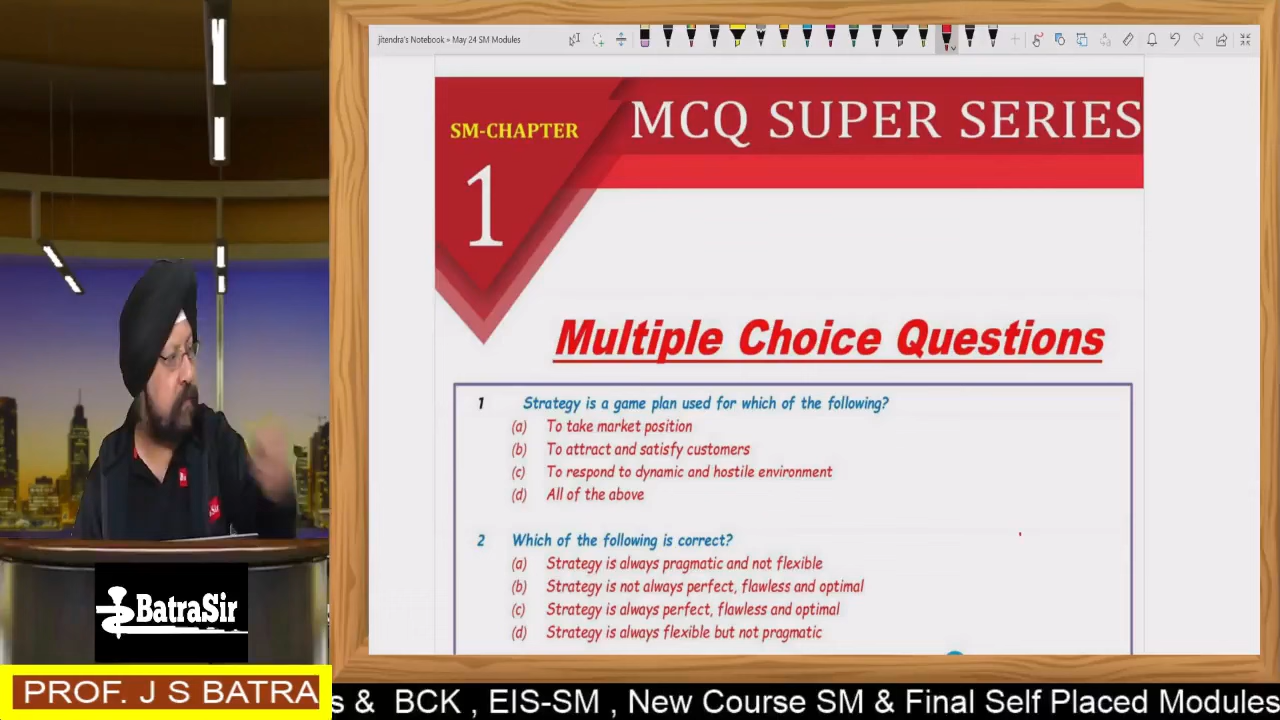 jitendra's Notebook » May 24 SM Modules
SM-CHAPTER
1
MCQ SUPER SERIES
Multiple Choice Questions
1 Strategy is a game plan used for which of the following?
(a) To take market position
(b) To attract and satisfy customers
(c) To respond to dynamic and hostile environment
(d) All of the above
2 Which of the following is correct?
(a) Strategy is always pragmatic and not flexible
(b) Strategy is not always perfect, flawless and optimal
(c) Strategy is always perfect, flawless and optimal
(d) Strategy is always flexible but not pragmatic
BatraSir
PROF. J S BATRA
s & BCK , EIS-SM , New Course SM & Final Self Placed Modules